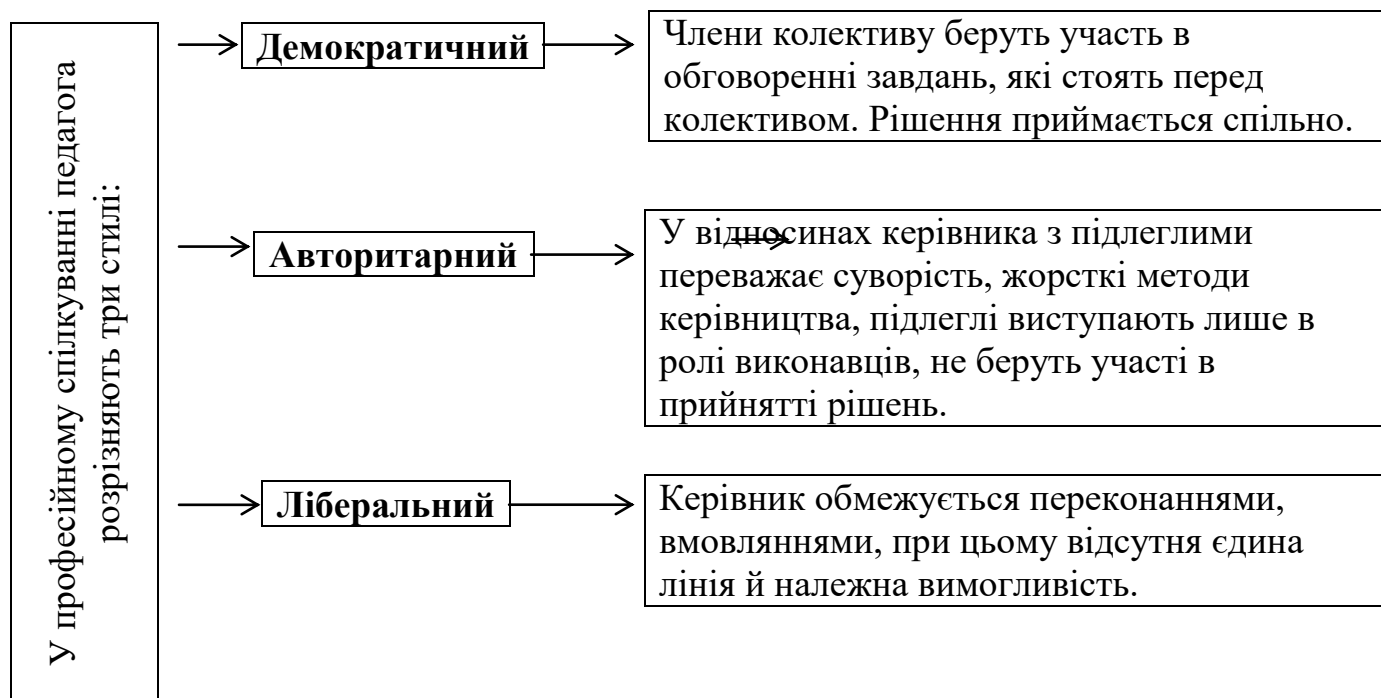 У професійному спілкуванні педагога
розрізняють три стилі:
Демократичний
Члени колективу беруть участь в
обговоренні завдань, які стоять перед
колективом. Рішення приймається спільно.
Авторитарний
У відносинах керівника з підлеглими
переважає суворість, жорсткі методи
керівництва, підлеглі виступають лише в
ролі виконавців, не беруть участі в
прийнятті рішень.
Ліберальний
Керівник обмежується переконаннями,
вмовляннями, при цьому відсутня єдина
лінія й належна вимогливість.